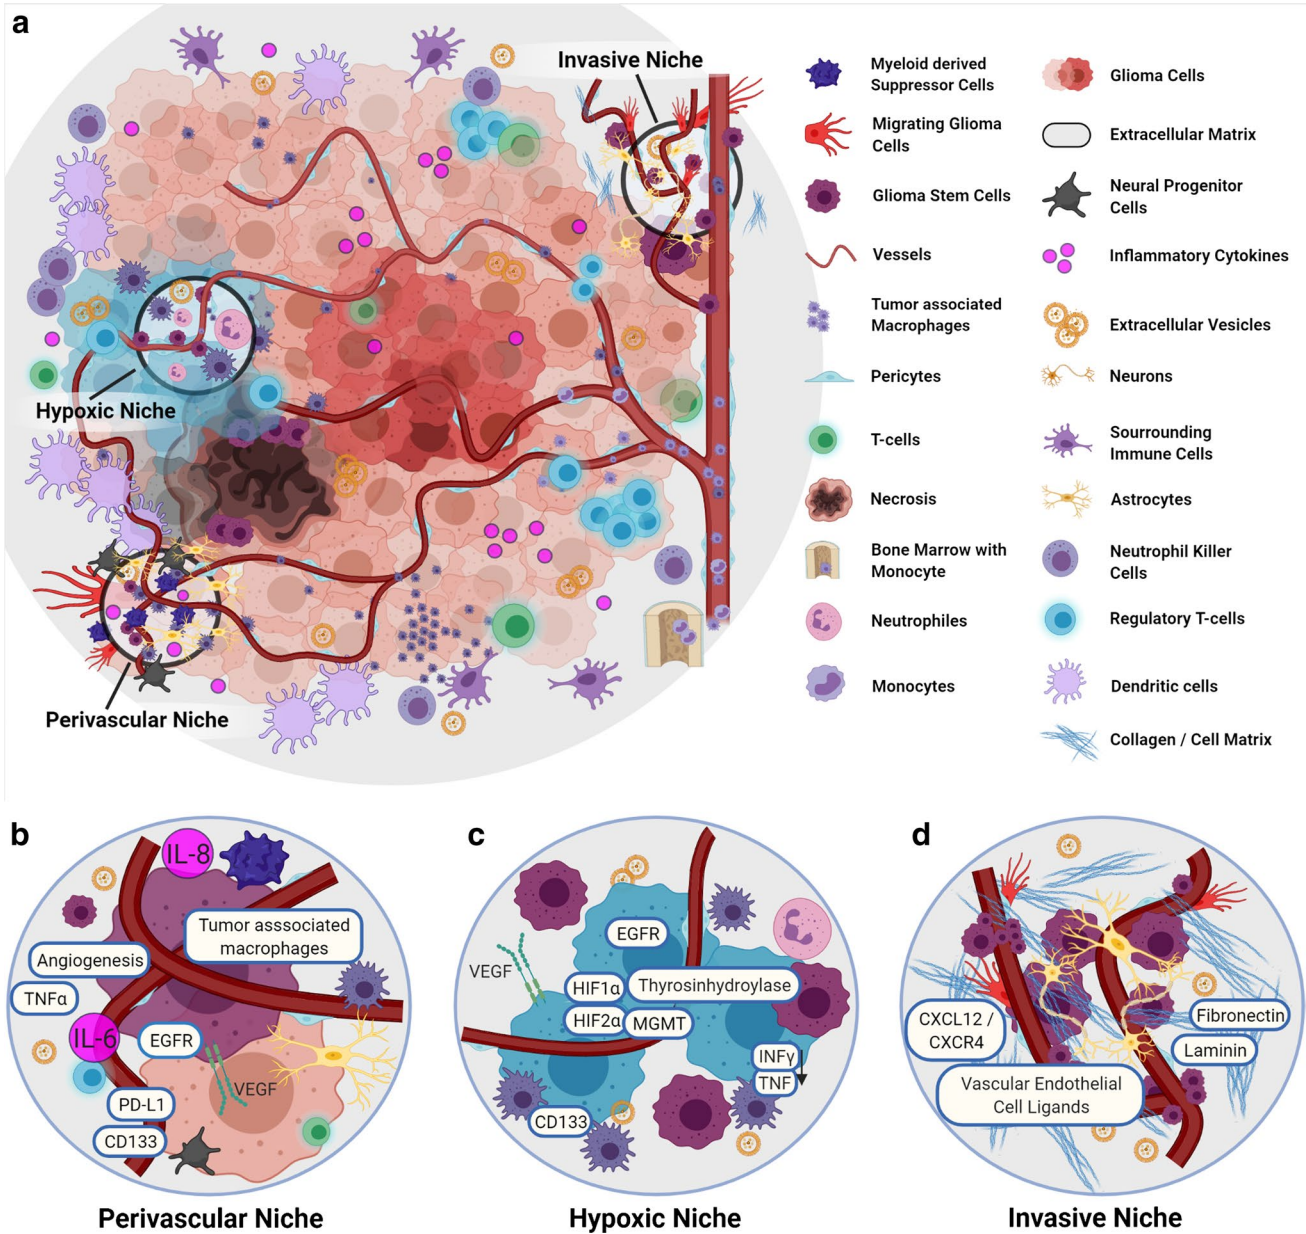 a
Invasive Niche
Hypoxic Niche
Perivascular Niche
Myeloid derived
Suppressor Cells
Migrating Glioma
Cells
Glioma Stem Cells
Vessels
Tumor associated
Macrophages
Pericytes
T-cells
Necrosis
Bone Marrow with
Monocyte
Neutrophiles
Monocytes
Glioma Cells
Extracellular Matrix
Neural Progenitor
Cells
Inflammatory Cytokines
Extracellular Vesicles
Neurons
Sourrounding
Immune Cells
Astrocytes
Neutrophil Killer
Cells
Regulatory T-cells
Dendritic cells
Collagen / Cell Matrix
b
IL-8
Tumor asssociated
macrophages
Angiogenesis
TNFα
IL-6
EGFR
VEGF
PD-L1
CD133
Perivascular Niche
c
EGFR
VEGF
HIF1α
Thyrosinhydroylase
HIF2α
MGMT
INFγ
TNF
CD133
Hypoxic Niche
d
CXCL12 /
CXCR4
Fibronectin
Laminin
Vascular Endothelial
Cell Ligands
Invasive Niche